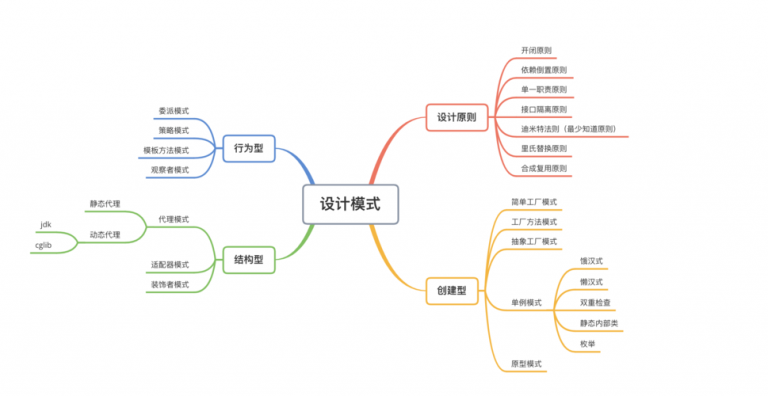 设计模式
设计原则
开闭原则
依赖倒置原则
单一职责原则
接口隔离原则
迪米特法则（最少知道原则）
里氏替换原则
合成复用原则
创建型
简单工厂模式
工厂方法模式
抽象工厂模式
单例模式
饿汉式
懒汉式
双重检查
静态内部类
枚举
原型模式
行为型
委派模式
策略模式
模板方法模式
观察者模式
结构型
代理模式
静态代理
动态代理
jdk
cglib
适配器模式
装饰者模式